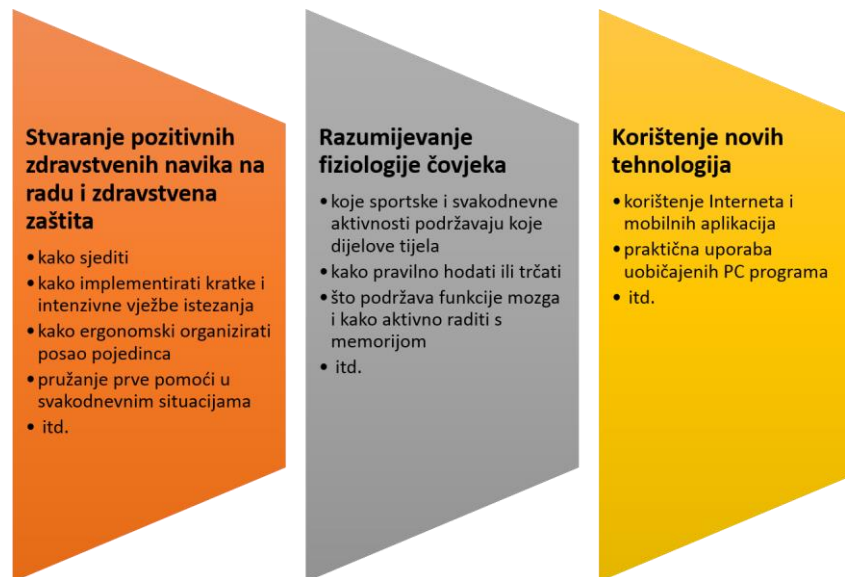 Stvaranje pozitivnih
zdravstvenih navika na
radu i zdravstvena
zaštita
•kako sjediti
•kako implementirati kratke i
intenzivne vježbe istezanja
•kako ergonomski organizirati
posao pojedinca
•pružanje prve pomoći u
svakodnevnim situacijama
• itd.
Razumijevanje
fiziologije čovjeka
•koje sportske i svakodnevne
aktivnosti podržavaju koje
dijelove tijela
•kako pravilno hodati ili trčati
•što podržava funkcije mozga
i kako aktivno raditi s
memorijom
• itd.
Korištenje novih
tehnologija
•korištenje Interneta i
mobilnih aplikacija
•praktična uporaba
uobičajenih PC programa
• itd.